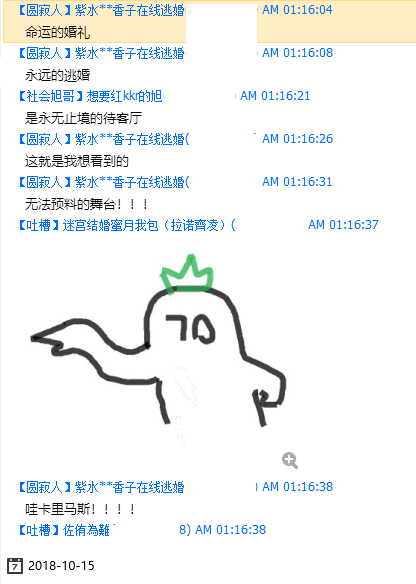 【圆寂人】紫水**香子在线逃婚 AM 01:16:04
命运的婚礼
【圆寂人】紫水**香子在线逃婚 ) AM 01:16:08
永远的逃婚
【社会旭哥】想要红kkr的旭 ) AM 01:16:21
是永无止境的待客厅
【圆寂人】紫水**香子在线逃婚( AM 01:16:26
这就是我想看到的
【圆寂人】紫水**香子在线逃婚( AM 01:16:31
无法预料的舞台！！！
【吐槽】迷宫结婚蜜月我包（拉诺齋凌）( AM 01:16:37
70
【圆寂人】紫水**香子在线逃婚 ) AM 01:16:38
哇卡里马斯！！！！
【吐槽】佐侑為難 8) AM 01:16:38
7 2018-10-15